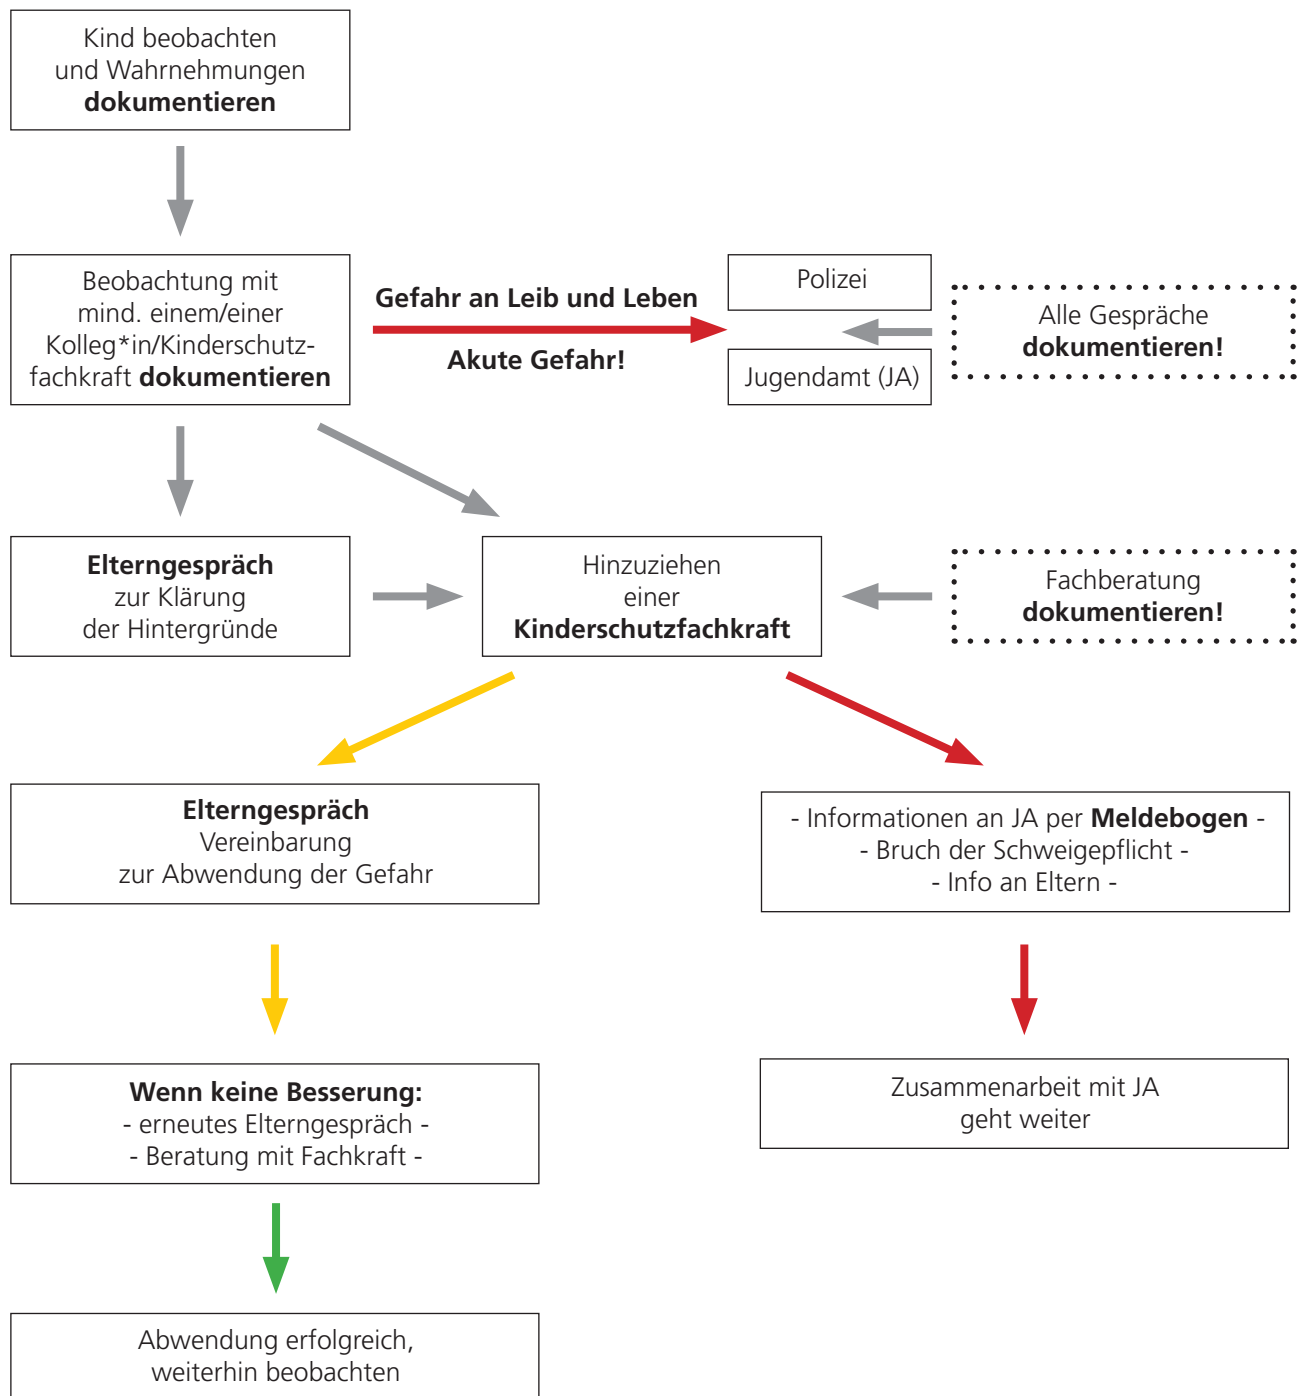 Kind beobachten
und Wahrnehmungen
dokumentieren
Beobachtung mit
mind. einem/einer
Kolleg*in/Kinderschutz-
fachkraft dokumentieren
Gefahr an Leib und Leben
Akute Gefahr!
Polizei
Jugendamt (JA)
Alle Gespräche
dokumentieren!
Elterngespräch
zur Klärung
der Hintergründe
Hinzuziehen
einer
Kinderschutzfachkraft
Fachberatung
dokumentieren!
Elterngespräch
Vereinbarung
zur Abwendung der Gefahr
- Informationen an JA per Meldebogen -
- Bruch der Schweigepflicht -
- Info an Eltern -
Wenn keine Besserung:
- erneutes Elterngespräch -
- Beratung mit Fachkraft -
Zusammenarbeit mit JA
geht weiter
Abwendung erfolgreich,
weiterhin beobachten